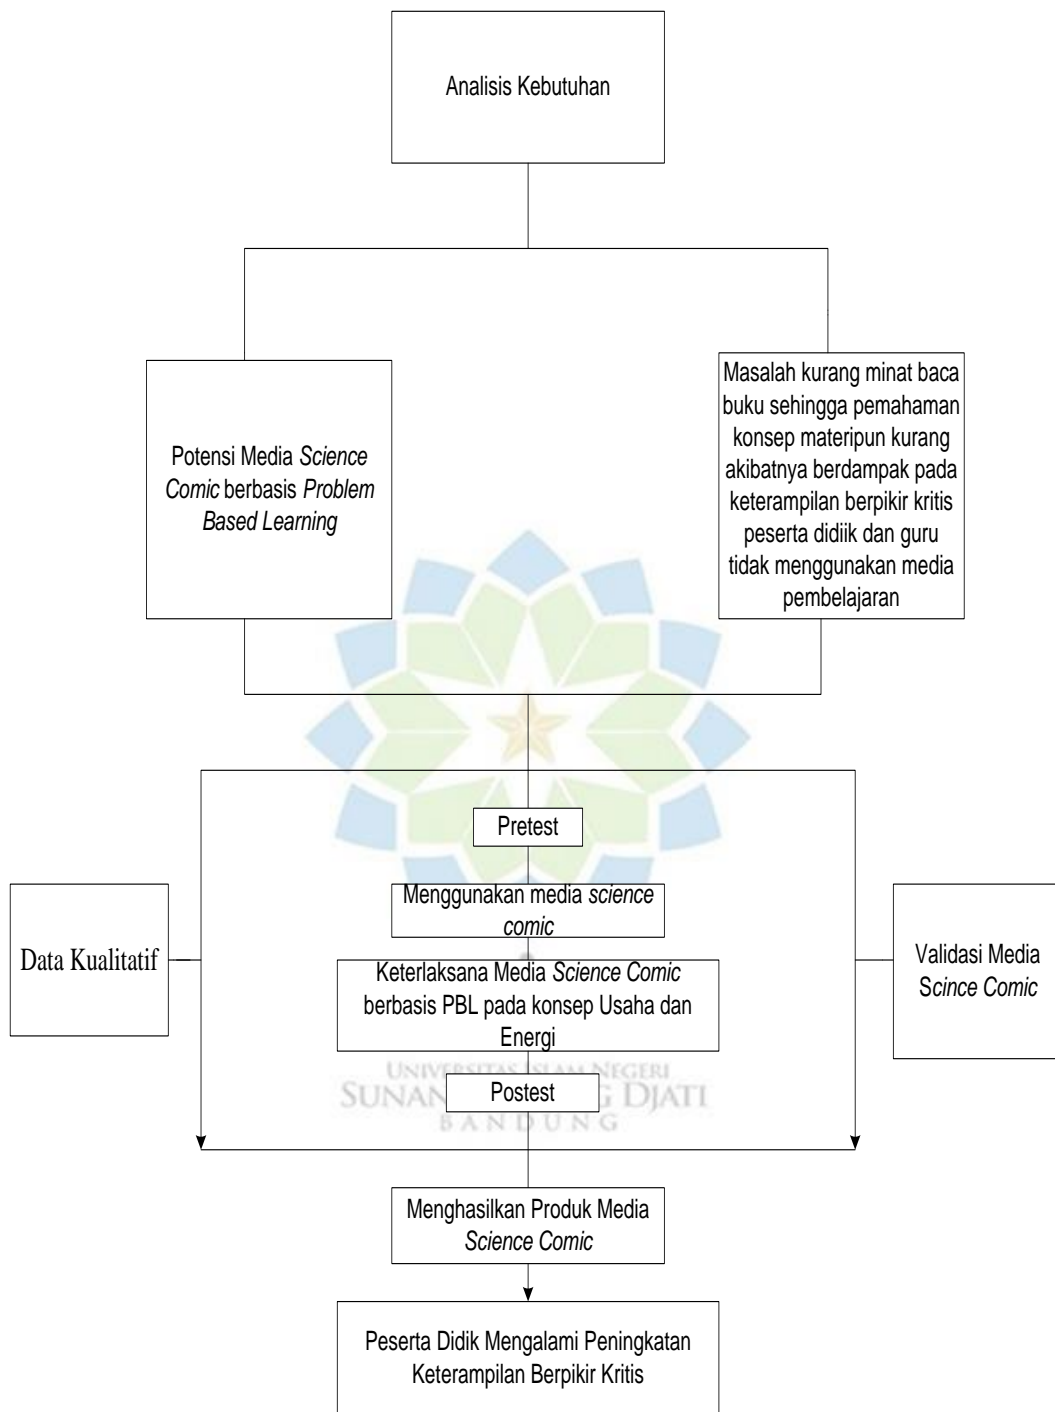 Analisis Kebutuhan
Potensi Media Science
Comic berbasis Problem
Based Learning
Masalah kurang minat baca
buku sehingga pemahaman
konsep materipun kurang
akibatnya berdampak pada
keterampilan berpikir kritis
peserta didiik dan guru
tidak menggunakan media
pembelajaran
Pretest
Menggunakan media science
comic
Data Kualitatif
Keterlaksana Media Science Comic
berbasis PBL pada konsep Usaha dan
Energi
Validasi Media
Scince Comic
UNIVERSITAS ISLAM NEGERI
SUNAN G DJATI
BANDUNG
Postest
Menghasilkan Produk Media
Science Comic
Peserta Didik Mengalami Peningkatan
Keterampilan Berpikir Kritis